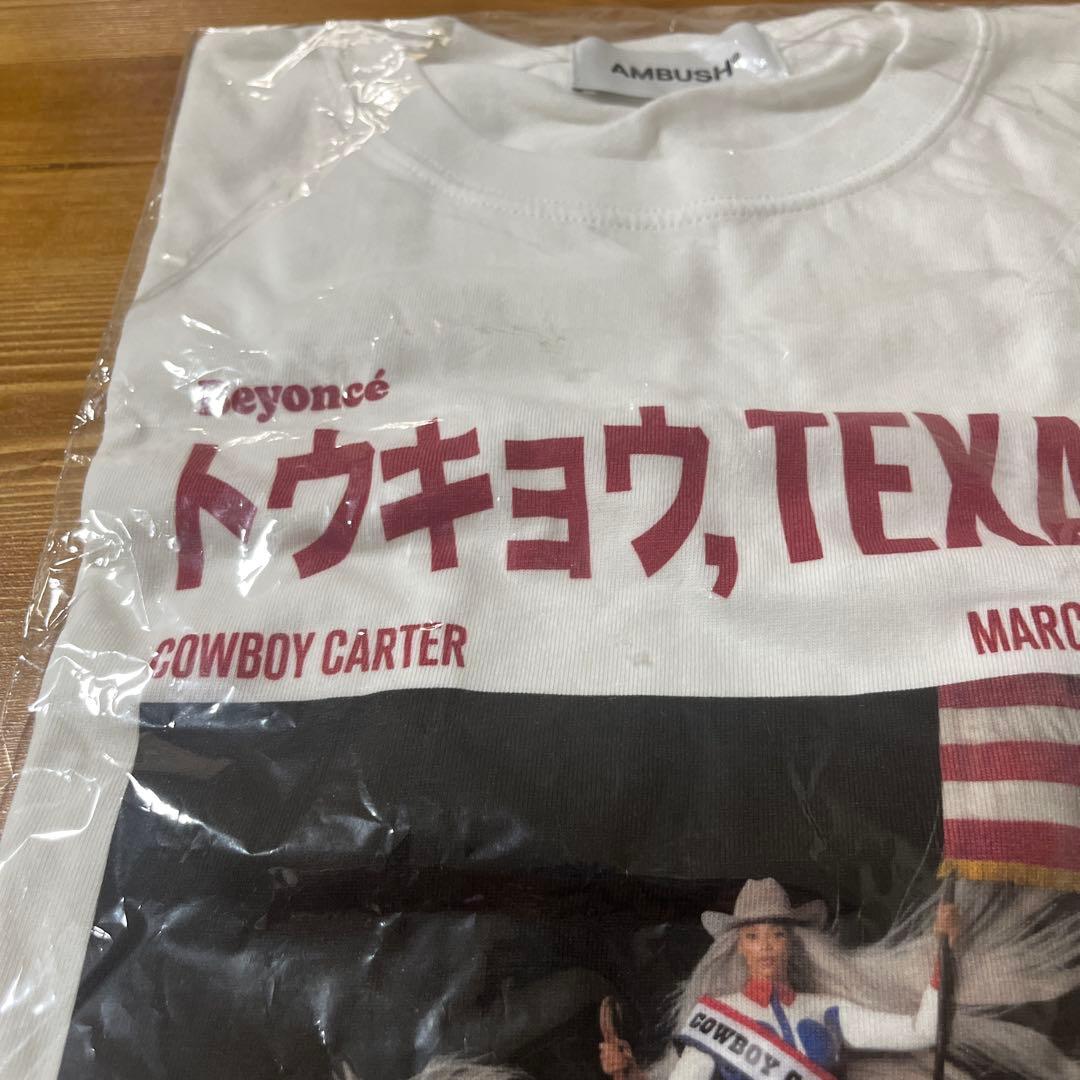 AMBUSH®
Beyoncé
トウキョウ, TEXA
COWBOY CARTER
MARC
COWBOY C